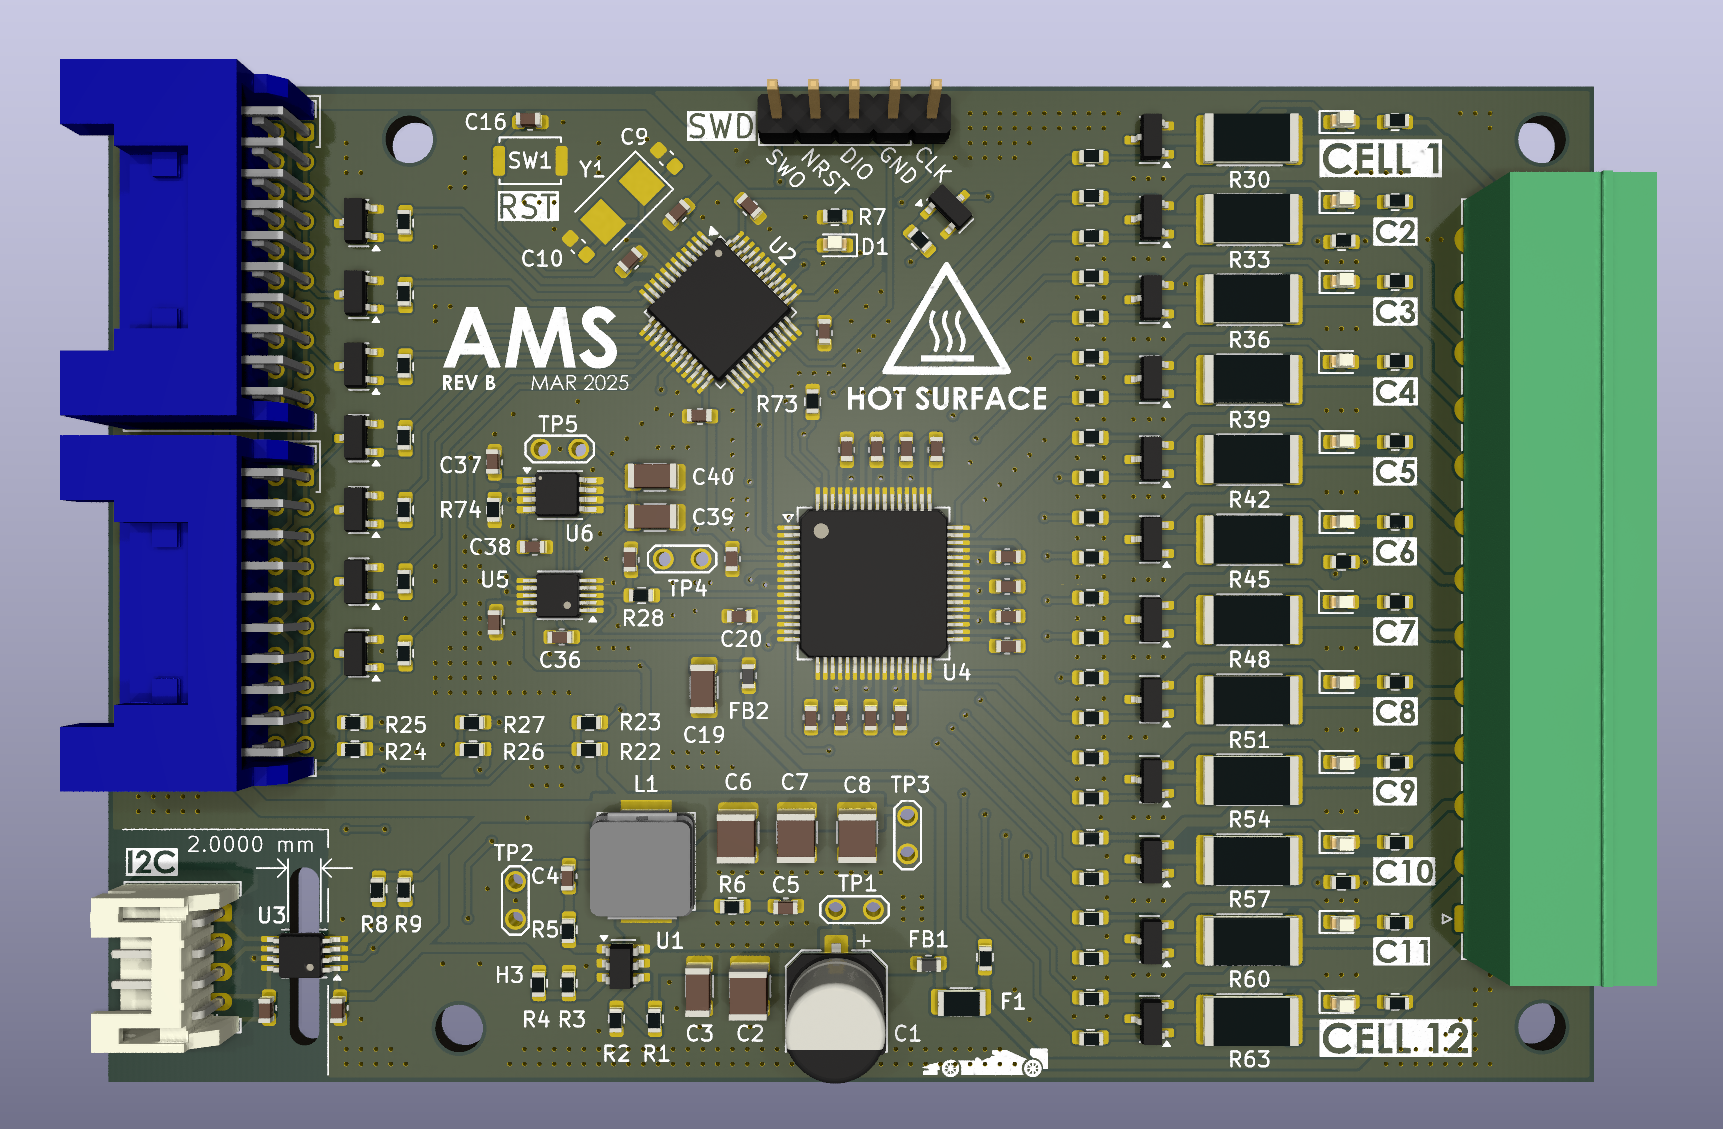 C16
SW1
RST
C9
Y1
C10
SWD
SWO
NRST
DIO
GND
CLK
R7
D1
U2
AMS
REV B
MAR 2025
HOT SURFACE
R73
TP5
C37
R74
U6
C40
C39
C38
U5
TP4
R28
C36
C20
U4
C19
FB2
R25
R27
R23
R24
R26
R22
L1
C6
C7
C8
TP3
2.0000 mm
I2C
U3
R8
R9
TP2
C4
R5
R6
C5
TP1
U1
+
FB1
H3
R4
R3
R2
R1
C3
C2
C1
F1
CELL 1
R30
C2
R33
C3
R36
C4
R39
C5
R42
C6
R45
C7
R48
C8
R51
C9
R54
C10
R57
C11
R60
CELL 12
R63